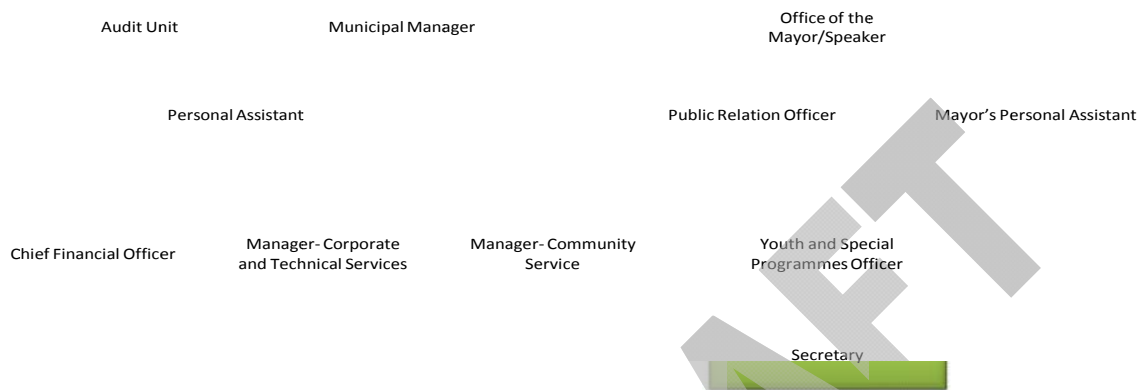 Audit Unit
Municipal Manager
Office of the
Mayor/Speaker
Personal Assistant
Public Relation Officer
Mayor's Personal Assistant
Chief Financial Officer
Manager- Corporate
and Technical Services
Manager- Community
Service
Youth and Special
Programmes Officer
Secretary